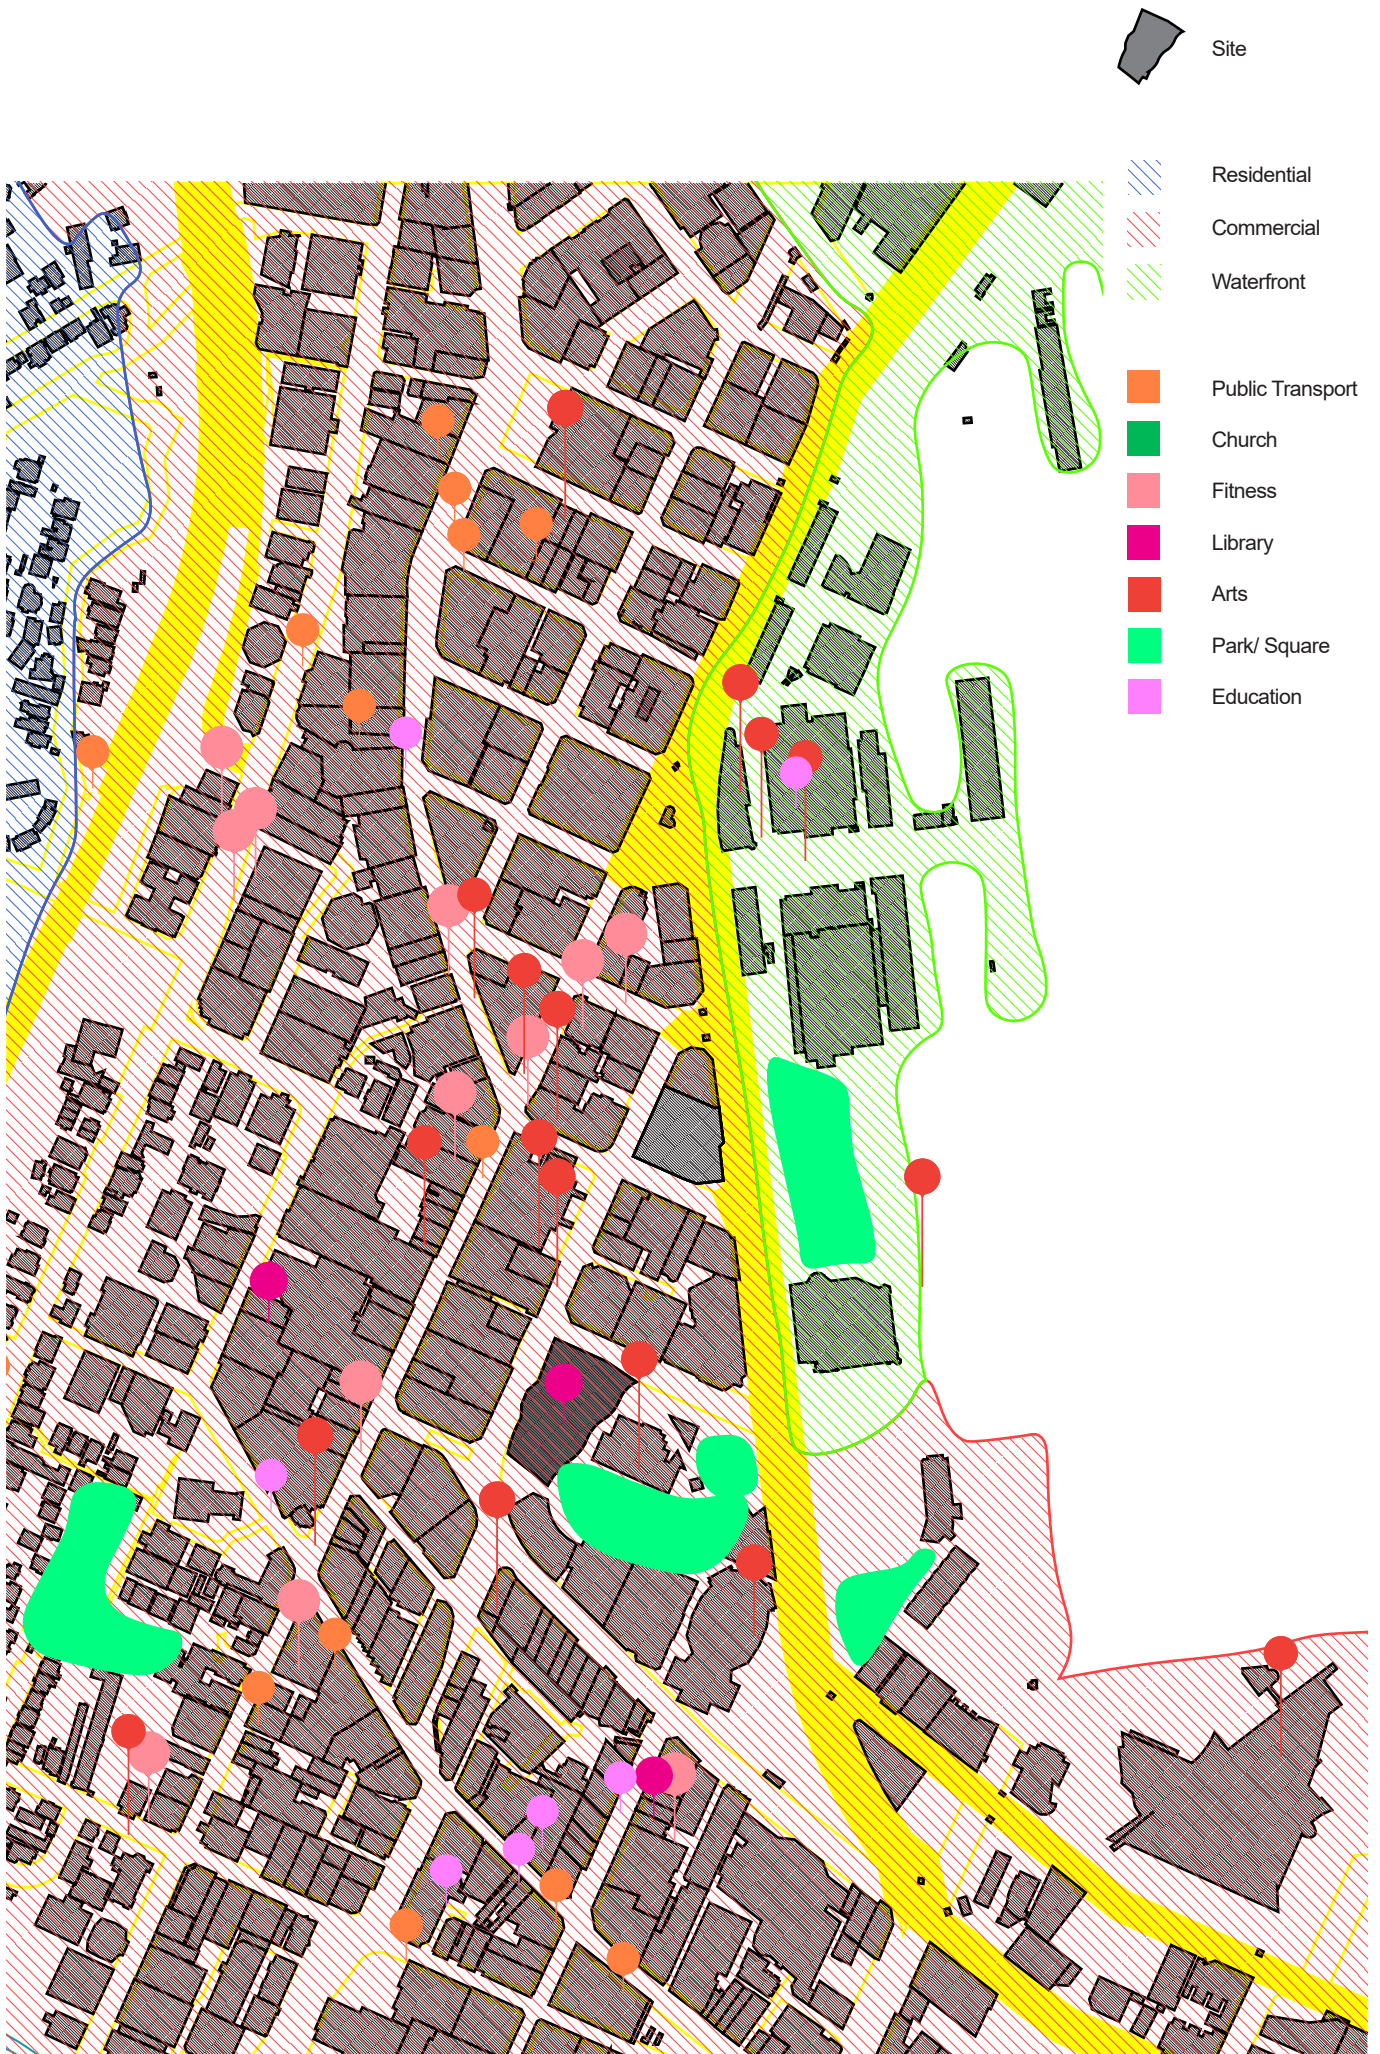 Site
Residential
Commercial
Waterfront
Public Transport
Church
Fitness
Library
Arts
Park/ Square
Education